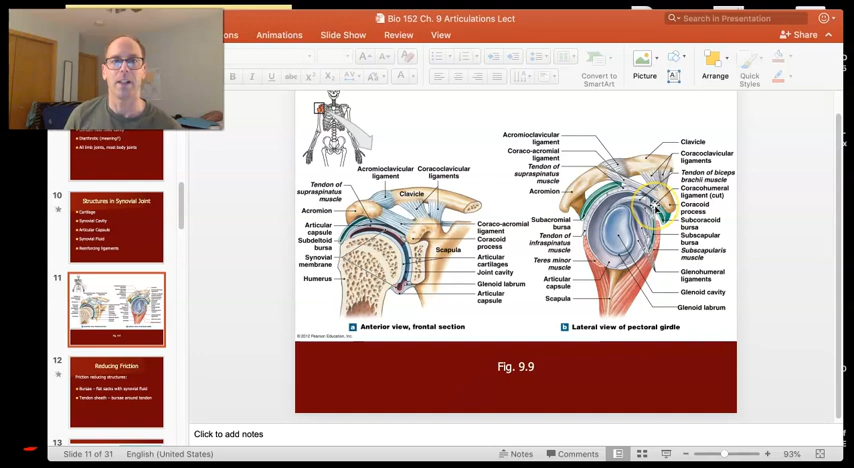 Bio 152 Ch. 9 Articulations Lect
Search in Presentation
ons
Animations
Slide Show
Review
View
Share
B I U abc X² X₂ AV Aa A
Convert to
SmartArt
Picture
Arrange
Quick
Styles
Diarthrotic (meaning?)
All limb joints, most body joints
10
Structures in Synovial Joint
Cartilage
Synovial Cavity
Articular Capsule
Synovial Fluid
Reinforcing ligaments
11
12
Reducing Friction
Friction reducing structures:
Bursae – flat sacks with synovial fluid
Tendon sheath – bursae around tendon
13
Acromioclavicular
ligament
Coracoclavicular
ligaments
Tendon of
supraspinatus
muscle
Clavicle
Acromion
Articular
capsule
Subdeltoid
bursa
Synovial
membrane
Humerus
Coraco-acromial
ligament
Coracoid
process
Scapula
Articular
cartilages
Joint cavity
Glenoid labrum
Articular
capsule
a Anterior view, frontal section
©2012 Pearson Education, Inc.
Acromioclavicular
ligament
Coraco-acromial
ligament
Tendon of
supraspinatus
muscle
Acromion
Subacromial
bursa
Tendon of
infraspinatus
muscle
Teres minor
muscle
Articular
capsule
Scapula
Clavicle
Coracoclavicular
ligaments
Tendon of biceps
brachii muscle
Coracohumeral
ligament (cut)
Coracoid
process
Subcoracoid
bursa
Subscapular
bursa
Subscapularis
muscle
Glenohumeral
ligaments
Glenoid cavity
Glenoid labrum
b Lateral view of pectoral girdle
Fig. 9.9
Click to add notes
Slide 11 of 31
English (United States)
Notes
Comments
93%